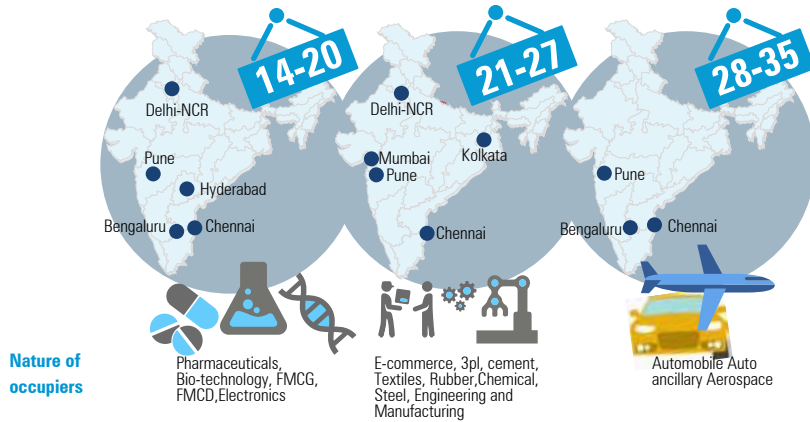 14-20
Delhi-NCR
Pune
Hyderabad
Bengaluru
Chennai
21-27
Delhi-NCR
Mumbai
Kolkata
Pune
Chennai
28-35
Pune
Bengaluru
Chennai
Nature of
occupiers
Pharmaceuticals,
Bio-technology, FMCG,
FMCD,Electronics
E-commerce, 3pl, cement,
Textiles, Rubber,Chemical,
Steel, Engineering and
Manufacturing
Automobile Auto
ancillary Aerospace